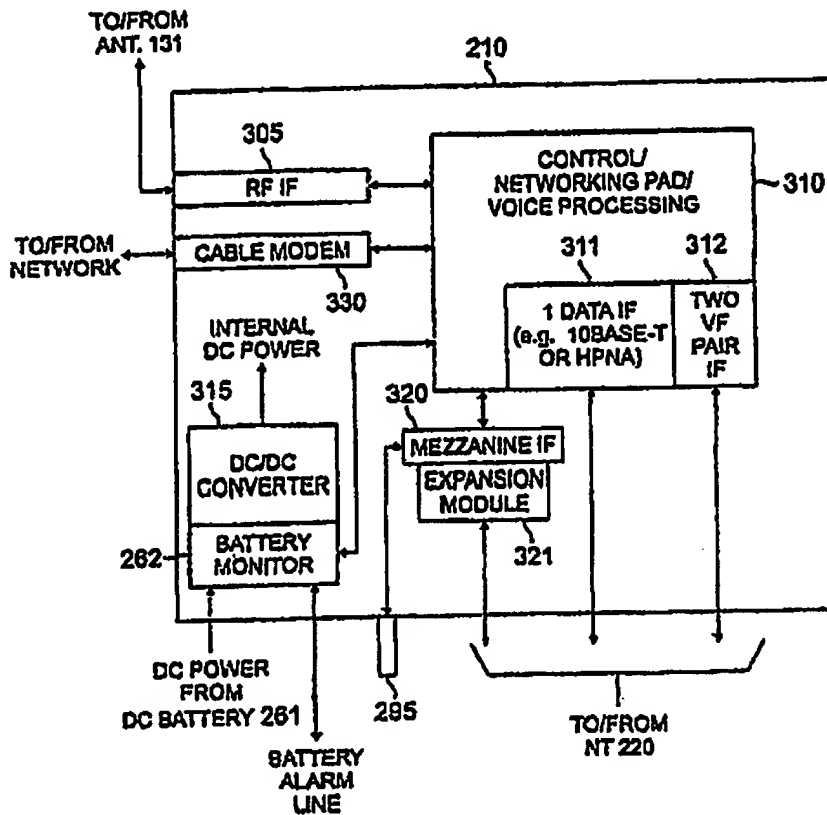 TO/FROM
ANT. 131
210
305
RF IF
CONTROL/
NETWORKING PAD/
VOICE PROCESSING
310
TO/FROM
NETWORK
CABLE MODEM
330
311
312
1 DATA IF
(e.g. 10BASE-T
OR HPNA)
TWO
VF
PAIR
IF
INTERNAL
DC POWER
315
DC/DC
CONVERTER
320
MEZZANINE IF
EXPANSION
MODULE
321
262
BATTERY
MONITOR
DC POWER
FROM
DC BATTERY 261
295
TO/FROM
NT 220
BATTERY
ALARM
LINE